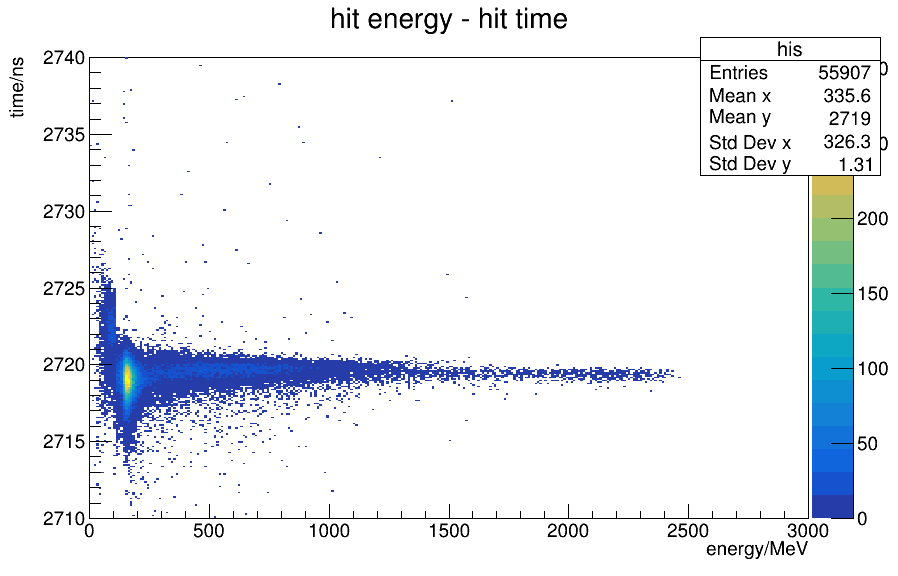 hit energy - hit time
time/ns
2740
2735
2730
2725
2720
2715
2710
0 500 1000 1500 2000 2500 3000
energy/MeV
his
Entries 55907
Mean x 335.6
Mean y 2719
Std Dev x 326.3
Std Dev y 1.31
0
0
200
150
100
50
0